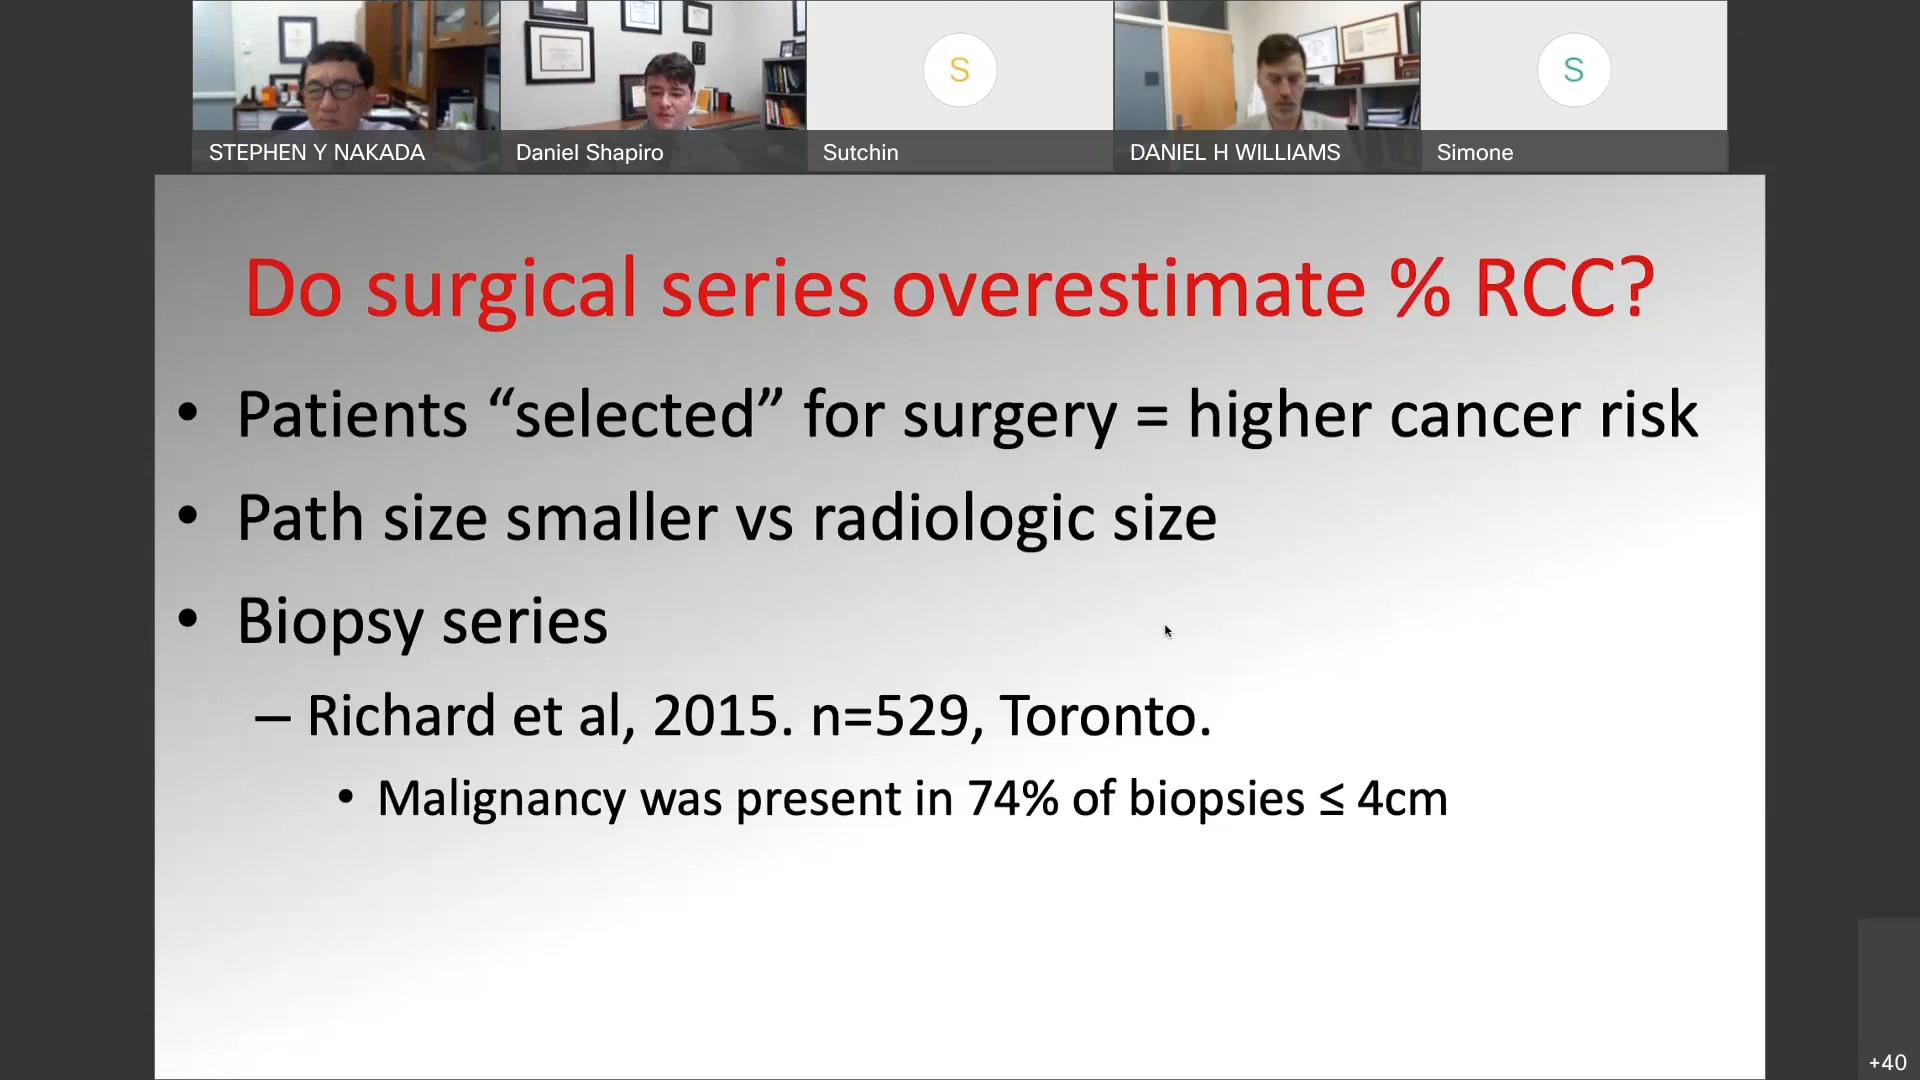 S
S
STEPHEN Y NAKADA
Daniel Shapiro
Sutchin
DANIEL H WILLIAMS
Simone
Do surgical series overestimate % RCC?
• Patients “selected” for surgery = higher cancer risk
• Path size smaller vs radiologic size
• Biopsy series
– Richard et al, 2015. n=529, Toronto.
• Malignancy was present in 74% of biopsies ≤ 4cm
+40